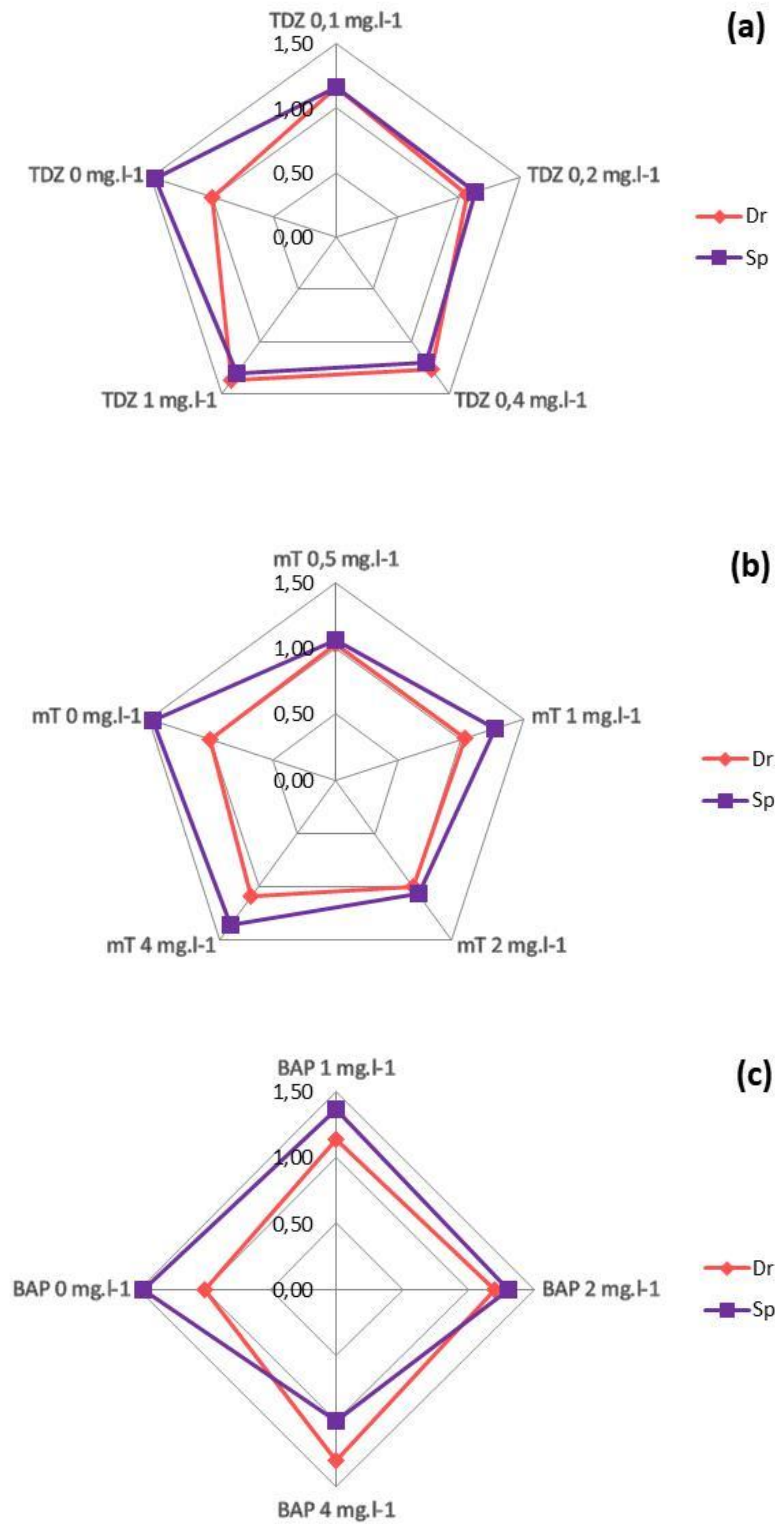 (a)
TDZ 0,1 mg.l-1
1,50
1,00
TDZ 0 mg.l-1
TDZ 0,2 mg.l-1
0,50
0,00
Dr
Sp
TDZ 1 mg.l-1
TDZ 0,4 mg.l-1
(b)
mT 0,5 mg.l-1
1,50
1,00
mT 0 mg.l-1
mT 1 mg.l-1
0,50
0,00
Dr
Sp
mT 4 mg.l-1
mT 2 mg.l-1
(c)
BAP 1 mg.l-1
1,50
1,00
0,50
Dr
BAP 0 mg.l-1
0,00
BAP 2 mg.l-1
Sp
BAP 4 mg.l-1